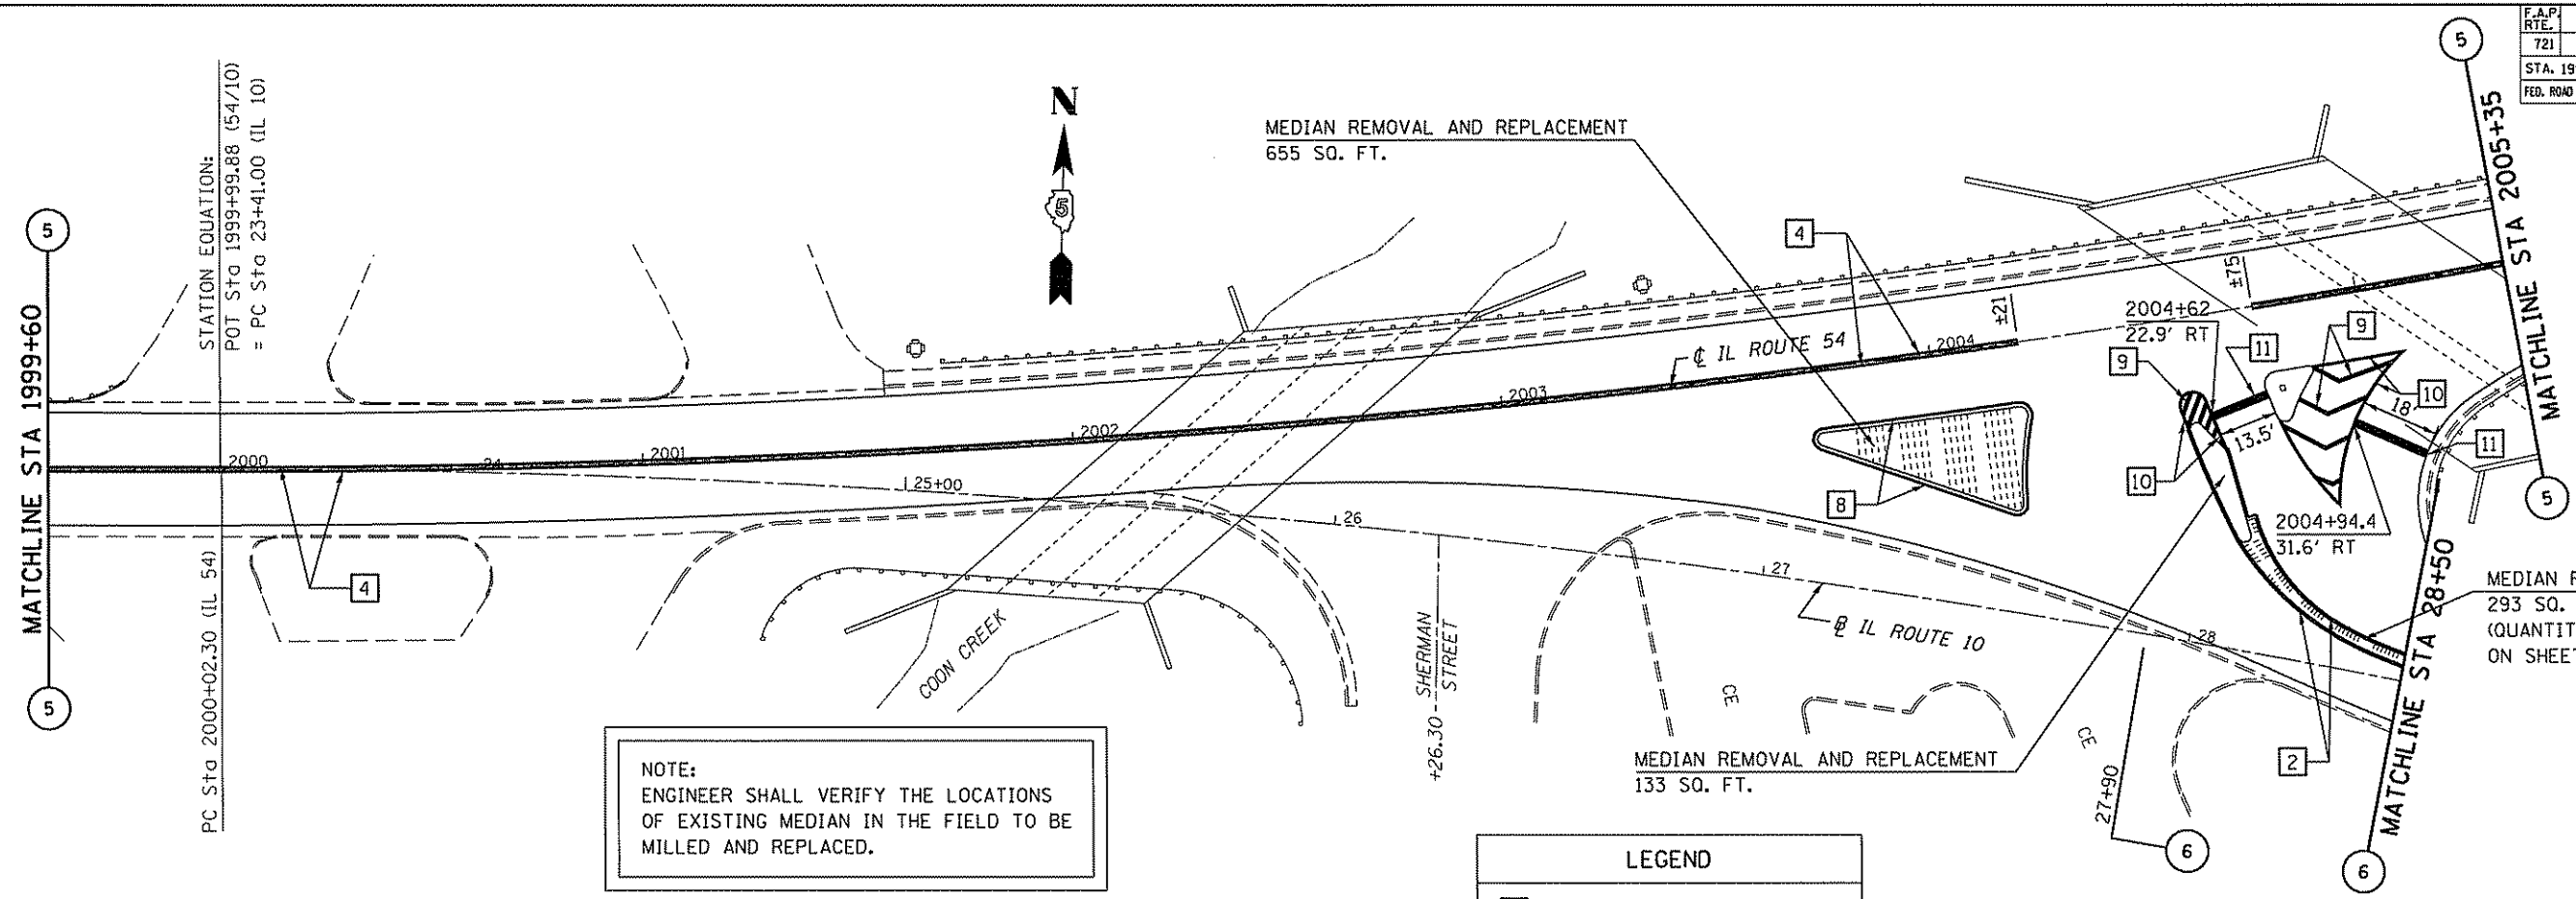 F.A.P.
RTE.
721
STA. 19
FED. ROAD
5
MATCHLINE STA 1999+60
5
STATION EQUATION:
POT Sta 1999+99.88 (54/10)
= PC Sta 23+41.00 (IL 10)
PC Sta 2000+02.30 (IL 54)
N
5
MEDIAN REMOVAL AND REPLACEMENT
655 SQ. FT.
4
℄ IL ROUTE 54
±21
±75
5
MATCHLINE STA 2005+35
5
2004+62
22.9' RT
9
11
9
10
18'
13.5'
11
10
2004+94.4
31.6' RT
2000
24
2001
2002
2003
2004
25+00
26
27
28
8
4
COON CREEK
+26.30 - SHERMAN
STREET
IL ROUTE 10
CE
CE
MEDIAN REMOVAL AND REPLACEMENT
133 SQ. FT.
27+90
6
2
MATCHLINE STA 28+50
6
MEDIAN R
293 SQ.
(QUANTIT
ON SHEET
NOTE:
ENGINEER SHALL VERIFY THE LOCATIONS
OF EXISTING MEDIAN IN THE FIELD TO BE
MILLED AND REPLACED.
LEGEND